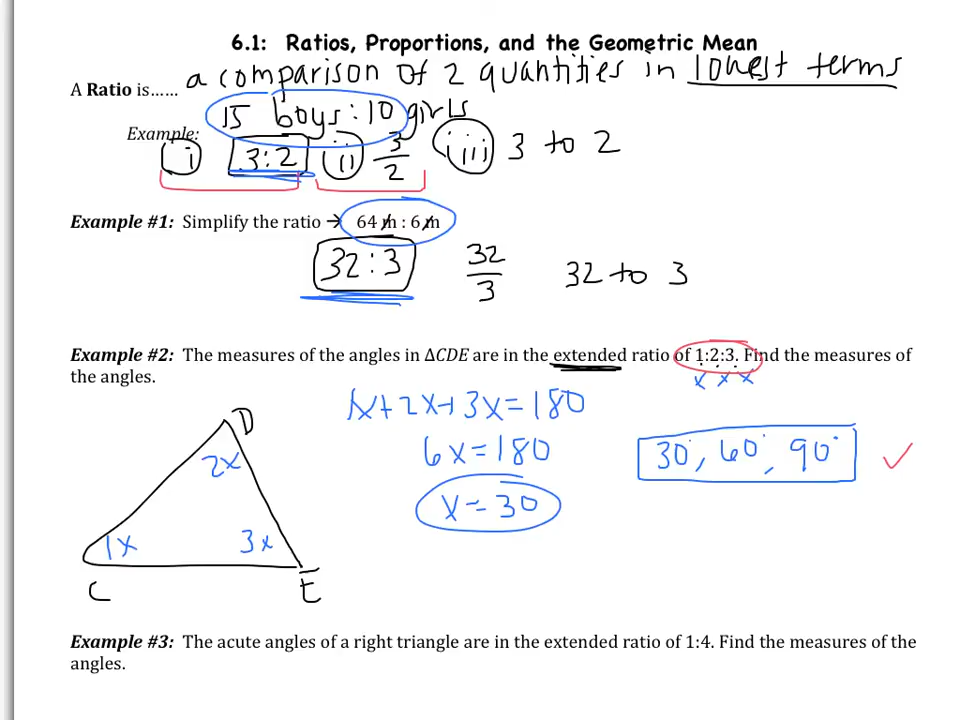 6.1: Ratios, Proportions, and the Geometric Mean
A Ratio is...... a comparison of 2 quantities in lowest terms
15 boys : 10 girls
Example:
i 3:2 ii 3/2 iii 3 to 2
Example #1: Simplify the ratio → 64 m : 6 m
32:3 32/3 32 to 3
Example #2: The measures of the angles in ΔCDE are in the extended ratio of 1:2:3. Find the measures of
the angles.
x x x
1x+2x+3x=180
6x=180
x=30
30°, 60°, 90° ✓
D
2x
1x 3x
C E
Example #3: The acute angles of a right triangle are in the extended ratio of 1:4. Find the measures of the
angles.